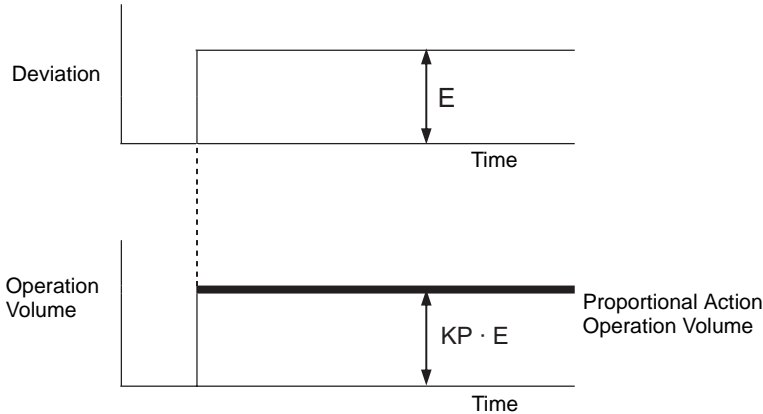 Deviation
E
Time
Operation
Volume
KP · E
Proportional Action
Operation Volume
Time